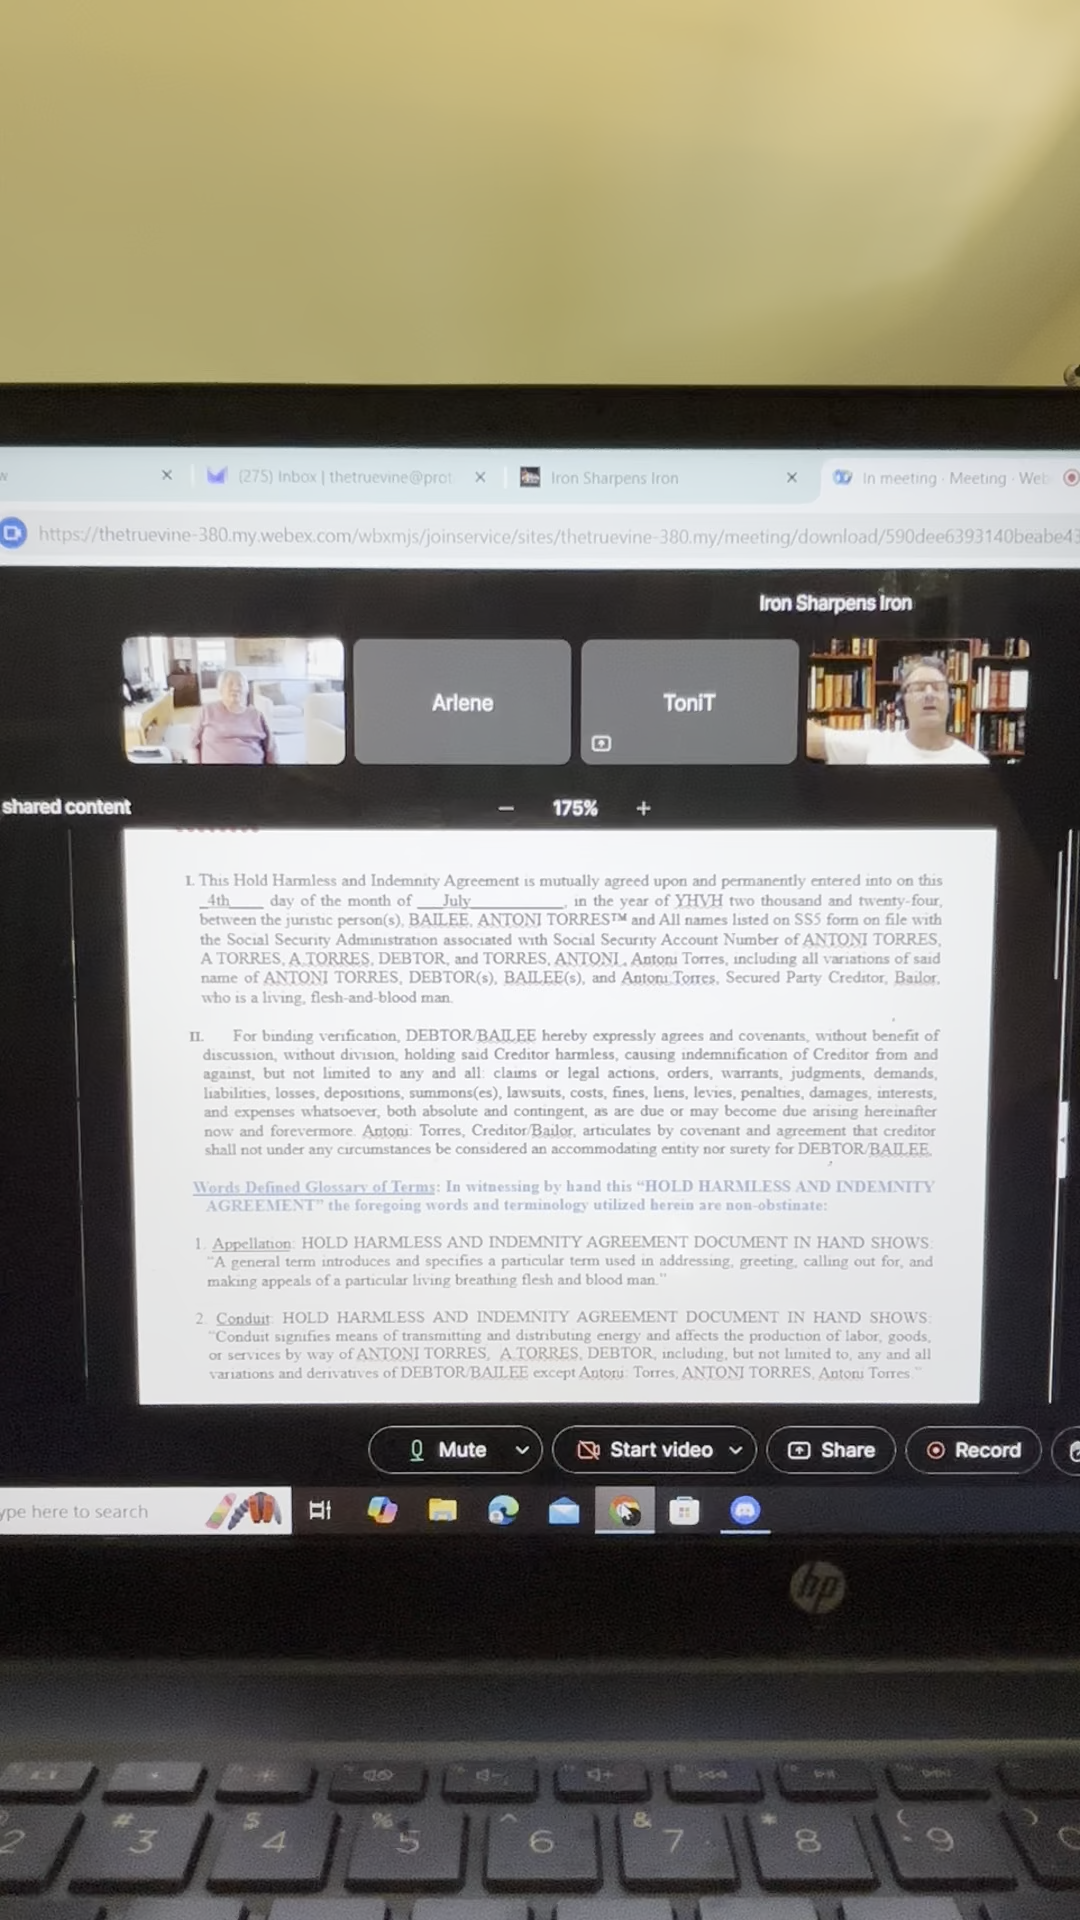 (275) Inbox | thetruevine@prot
Iron Sharpens Iron
In meeting · Meeting · Web
https://thetruevine-380.my.webex.com/wbxmjs/joinservice/sites/thetruevine-380.my/meeting/download/590dee6393140beabe43
Iron Sharpens Iron
Arlene
ToniT
shared content
175%
I. This Hold Harmless and Indemnity Agreement is mutually agreed upon and permanently entered into on this
_4th____ day of the month of ___July__________, in the year of YHVH two thousand and twenty-four,
between the juristic person(s), BAILEE, ANTONI TORRES™ and All names listed on SS5 form on file with
the Social Security Administration associated with Social Security Account Number of ANTONI TORRES,
A TORRES, A.TORRES, DEBTOR, and TORRES, ANTONI , Antoni Torres, including all variations of said
name of ANTONI TORRES, DEBTOR(s), BAILEE(s), and Antoni Torres, Secured Party Creditor, Bailor,
who is a living, flesh-and-blood man.
II. For binding verification, DEBTOR/BAILEE hereby expressly agrees and covenants, without benefit of
discussion, without division, holding said Creditor harmless, causing indemnification of Creditor from and
against, but not limited to any and all: claims or legal actions, orders, warrants, judgments, demands,
liabilities, losses, depositions, summons(es), lawsuits, costs, fines, liens, levies, penalties, damages, interests,
and expenses whatsoever, both absolute and contingent, as are due or may become due arising hereinafter
now and forevermore. Antoni: Torres, Creditor/Bailor, articulates by covenant and agreement that creditor
shall not under any circumstances be considered an accommodating entity nor surety for DEBTOR/BAILEE.
Words Defined Glossary of Terms: In witnessing by hand this “HOLD HARMLESS AND INDEMNITY
AGREEMENT” the foregoing words and terminology utilized herein are non-obstinate:
1. Appellation: HOLD HARMLESS AND INDEMNITY AGREEMENT DOCUMENT IN HAND SHOWS:
“A general term introduces and specifies a particular term used in addressing, greeting, calling out for, and
making appeals of a particular living breathing flesh and blood man.”
2. Conduit: HOLD HARMLESS AND INDEMNITY AGREEMENT DOCUMENT IN HAND SHOWS:
“Conduit signifies means of transmitting and distributing energy and affects the production of labor, goods,
or services by way of ANTONI TORRES, A.TORRES, DEBTOR, including, but not limited to, any and all
variations and derivatives of DEBTOR/BAILEE except Antoni: Torres, ANTONI TORRES, Antoni Torres.”
Mute
Start video
Share
Record
ype here to search
hp
2 # 3 $ 4 % 5 ^ 6 & 7 * 8 ( 9 )